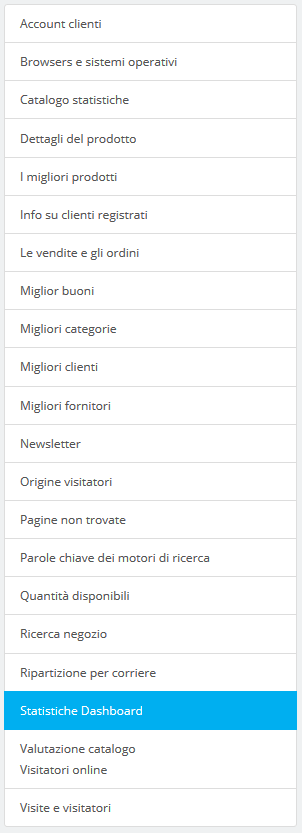 Account clienti
Browsers e sistemi operativi
Catalogo statistiche
Dettagli del prodotto
I migliori prodotti
Info su clienti registrati
Le vendite e gli ordini
Miglior buoni
Migliori categorie
Migliori clienti
Migliori fornitori
Newsletter
Origine visitatori
Pagine non trovate
Parole chiave dei motori di ricerca
Quantità disponibili
Ricerca negozio
Ripartizione per corriere
Statistiche Dashboard
Valutazione catalogo
Visitatori online
Visite e visitatori